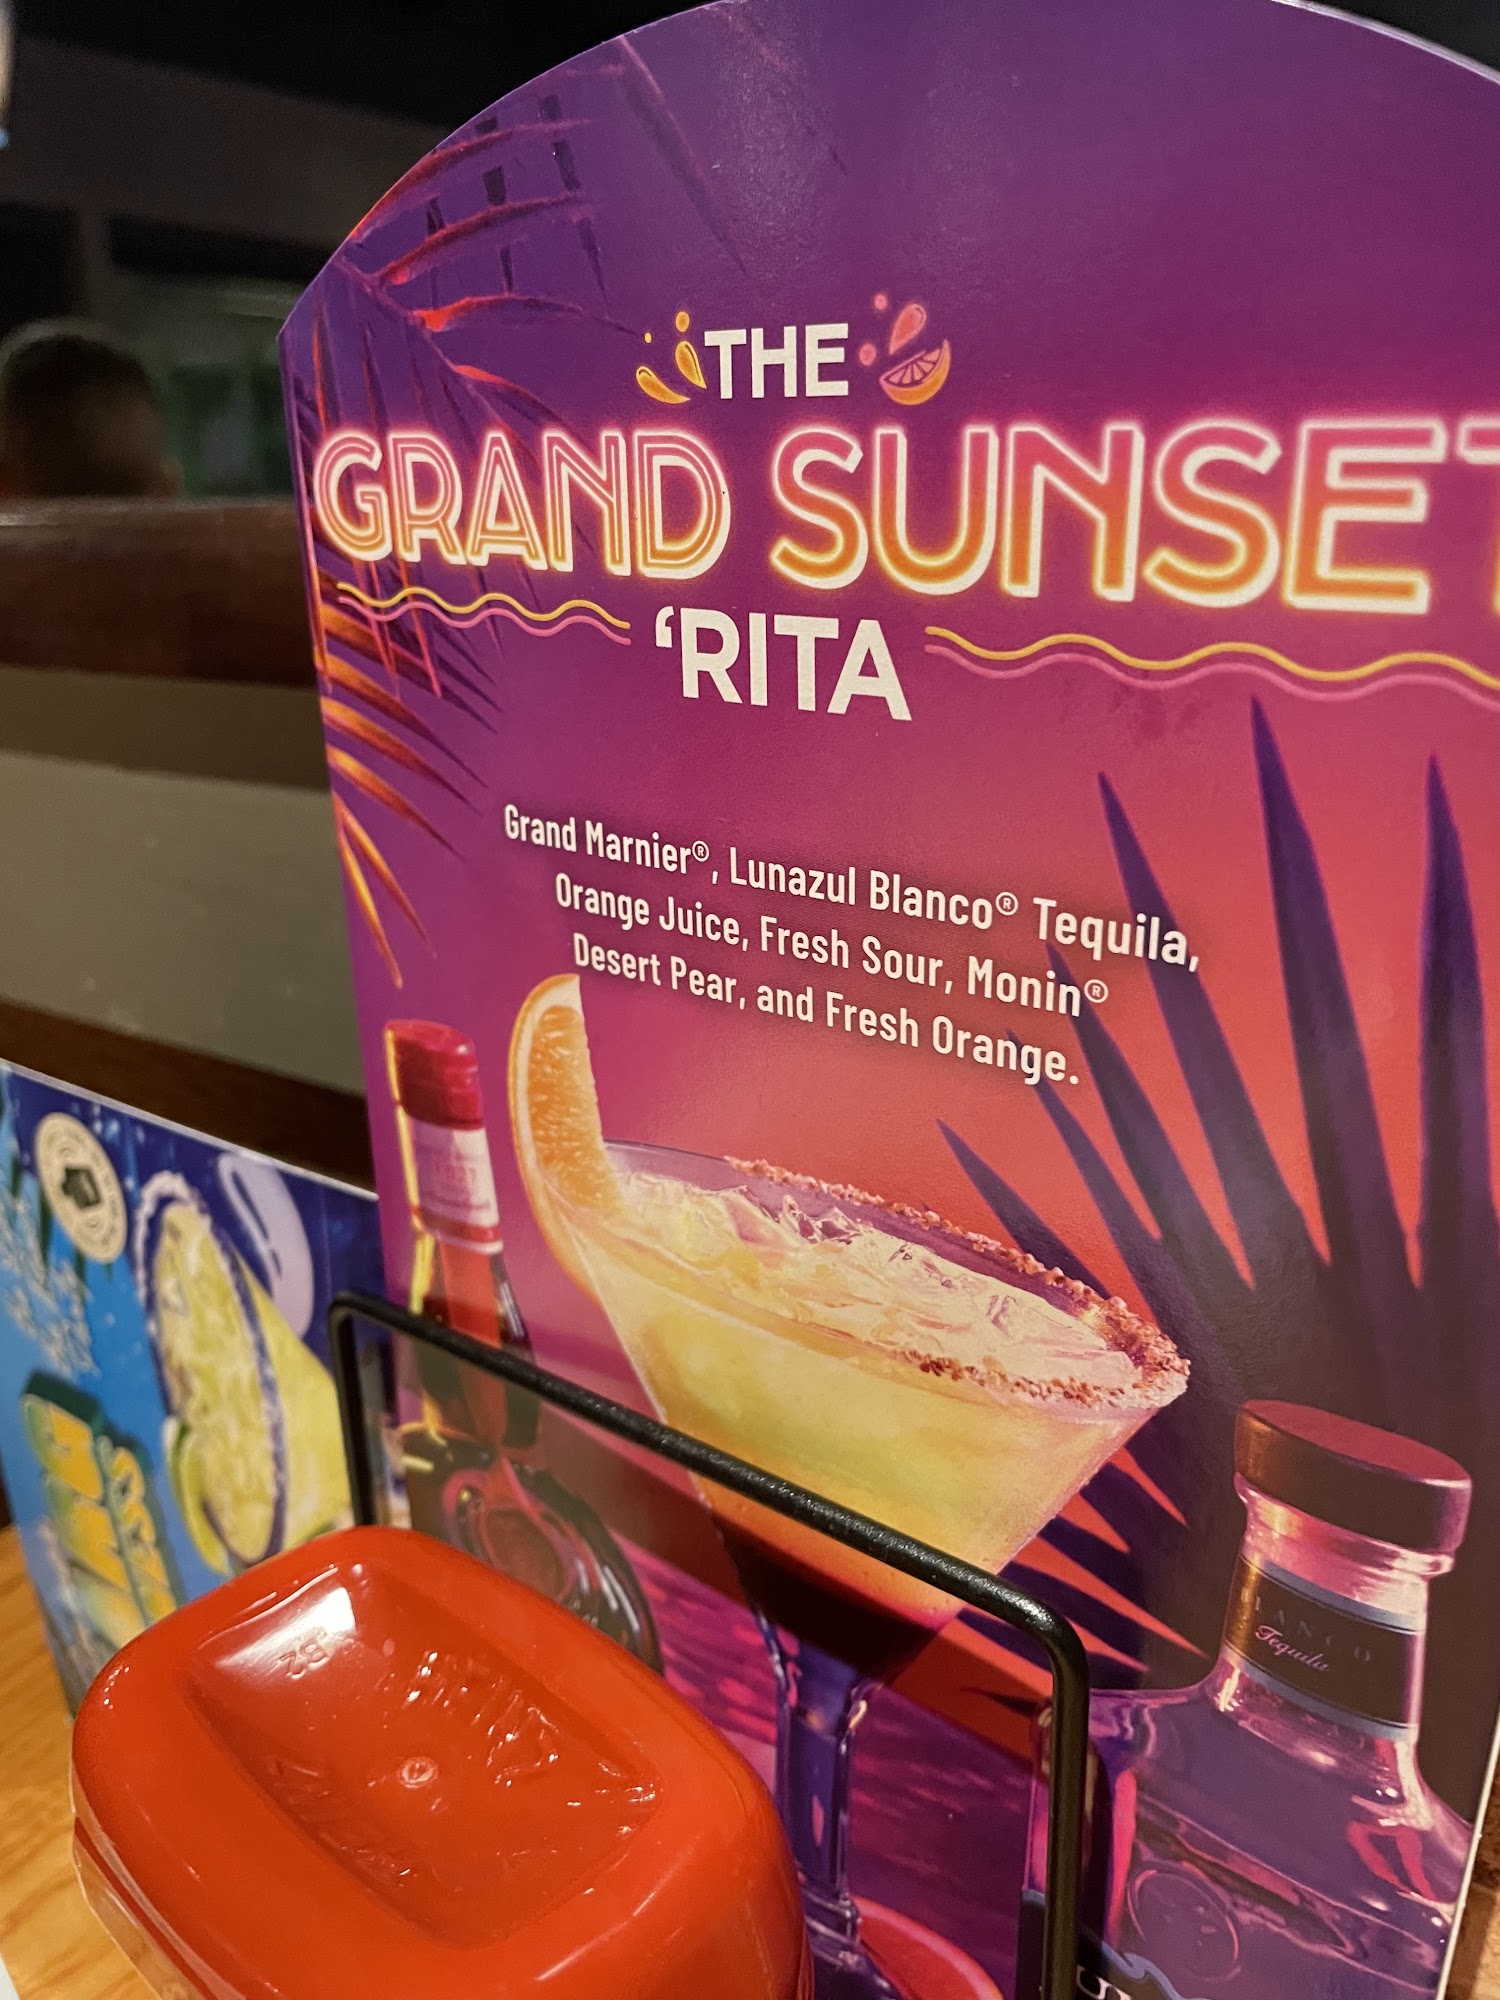 THE
GRAND SUNSET
‘RITA
Grand Marnier®, Lunazul Blanco® Tequila,
Orange Juice, Fresh Sour, Monin®
Desert Pear, and Fresh Orange.
Tequila
B2